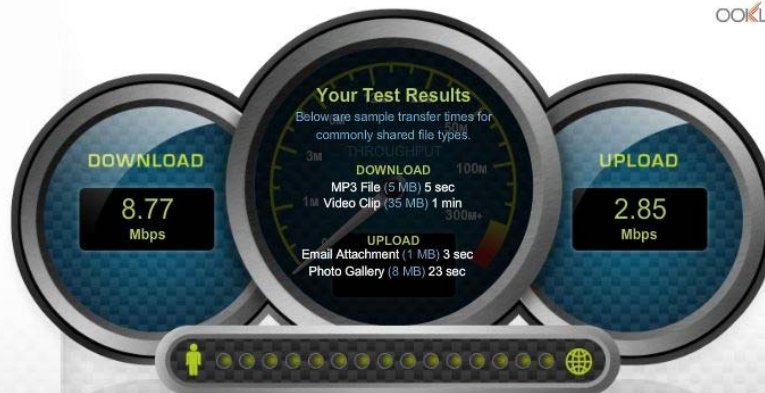 OOKL
Your Test Results
Below are sample transfer times for
commonly shared file types.
THROUGHPUT
DOWNLOAD
MP3 File (5 MB) 5 sec
Video Clip (35 MB) 1 min
UPLOAD
Email Attachment (1 MB) 3 sec
Photo Gallery (8 MB) 23 sec
1M
3M
50M
100M
300M+
DOWNLOAD
8.77
Mbps
UPLOAD
2.85
Mbps